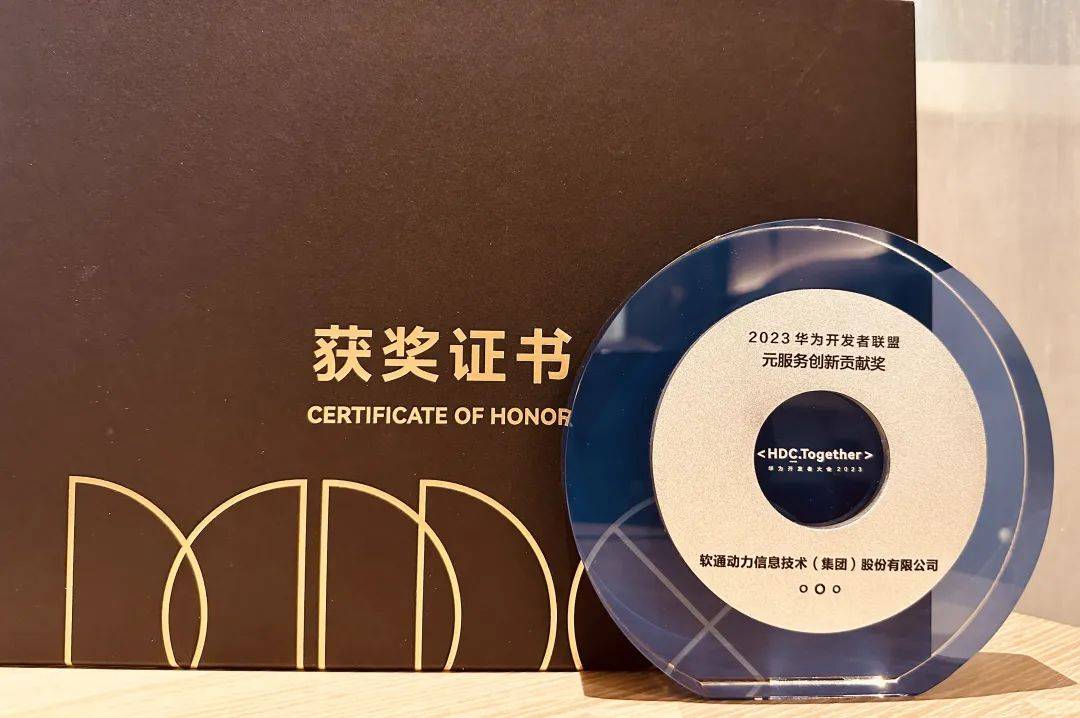 获奖证书
CERTIFICATE OF HONOR
2023 华为开发者联盟
元服务创新贡献奖
<HDC.Together>
华为开发者大会2023
软通动力信息技术（集团）股份有限公司